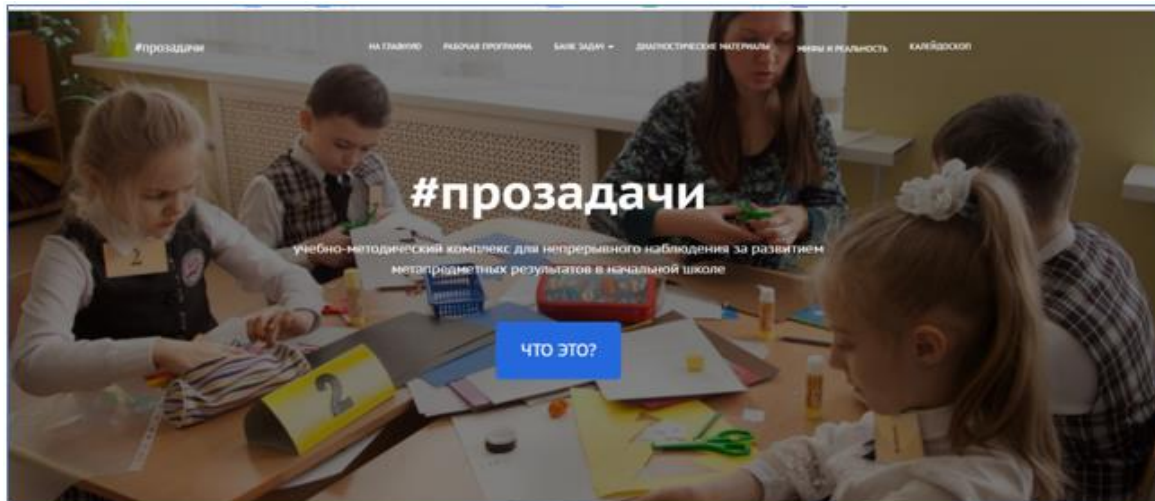 #прозадачи
НА ГЛАВНУЮ РАБОЧАЯ ПРОГРАММА БАНК ЗАДАЧ ДИАГНОСТИЧЕСКИЕ МАТЕРИАЛЫ МИФЫ И РЕАЛЬНОСТЬ КАЛЕЙДОСКОП
#прозадачи
учебно-методический комплекс для непрерывного наблюдения за развитием
метапредметных результатов в начальной школе
ЧТО ЭТО?
2
2